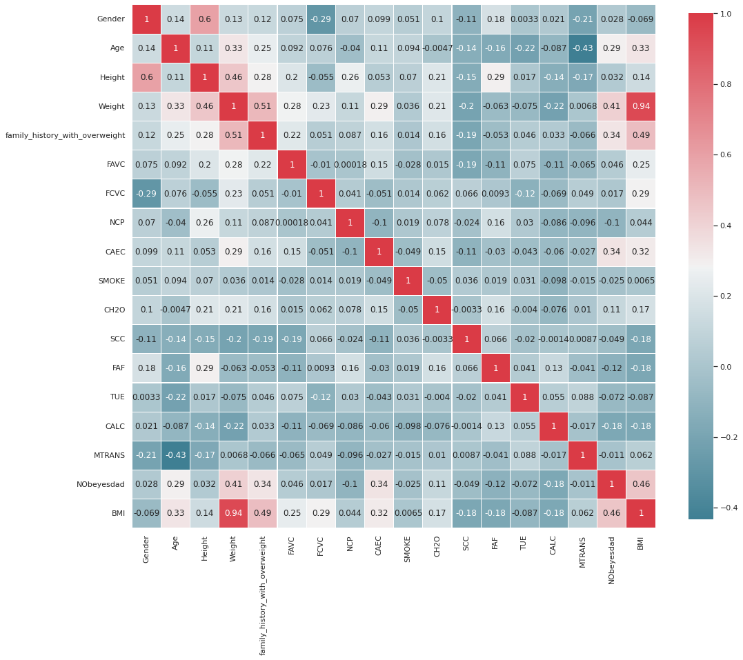 Gender 1 0.14 0.6 0.13 0.12 0.075 -0.29 0.07 0.099 0.051 0.1 -0.11 0.18 0.0033 0.021 -0.21 0.028 -0.069
Age 0.14 1 0.11 0.33 0.25 0.092 0.076 -0.04 0.11 0.094 -0.0047 -0.14 -0.16 -0.22 -0.087 -0.43 0.29 0.33
Height 0.6 0.11 1 0.46 0.28 0.2 -0.055 0.26 0.053 0.07 0.21 -0.15 0.29 0.017 -0.14 -0.17 0.032 0.14
Weight 0.13 0.33 0.46 1 0.51 0.28 0.23 0.11 0.29 0.036 0.21 -0.2 -0.063 -0.075 -0.22 0.0068 0.41 0.94
family_history_with_overweight 0.12 0.25 0.28 0.51 1 0.22 0.051 0.087 0.16 0.014 0.16 -0.19 -0.053 0.046 0.033 -0.066 0.34 0.49
FAVC 0.075 0.092 0.2 0.28 0.22 1 -0.01 0.00018 0.15 -0.028 0.015 -0.19 -0.11 0.075 -0.11 -0.065 0.046 0.25
FCVC -0.29 0.076 -0.055 0.23 0.051 -0.01 1 0.041 -0.051 0.014 0.062 0.066 0.0093 -0.12 -0.069 0.049 0.017 0.29
NCP 0.07 -0.04 0.26 0.11 0.087 0.00018 0.041 1 -0.1 0.019 0.078 -0.024 0.16 0.03 -0.086 -0.096 -0.1 0.044
CAEC 0.099 0.11 0.053 0.29 0.16 0.15 -0.051 -0.1 1 -0.049 0.15 -0.11 -0.03 -0.043 -0.06 -0.027 0.34 0.32
SMOKE 0.051 0.094 0.07 0.036 0.014 -0.028 0.014 0.019 -0.049 1 -0.05 0.036 0.019 0.031 -0.098 -0.015 -0.025 0.0065
CH2O 0.1 -0.0047 0.21 0.21 0.16 0.015 0.062 0.078 0.15 -0.05 1 -0.0033 0.16 -0.004 -0.076 0.01 0.11 0.17
SCC -0.11 -0.14 -0.15 -0.2 -0.19 -0.19 0.066 -0.024 -0.11 0.036 -0.0033 1 0.066 -0.02 -0.0014 0.0087 -0.049 -0.18
FAF 0.18 -0.16 0.29 -0.063 -0.053 -0.11 0.0093 0.16 -0.03 0.019 0.16 0.066 1 0.041 0.13 -0.041 -0.12 -0.18
TUE 0.0033 -0.22 0.017 -0.075 0.046 0.075 -0.12 0.03 -0.043 0.031 -0.004 -0.02 0.041 1 0.055 0.088 -0.072 -0.087
CALC 0.021 -0.087 -0.14 -0.22 0.033 -0.11 -0.069 -0.086 -0.06 -0.098 -0.076 -0.0014 0.13 0.055 1 -0.017 -0.18 -0.18
MTRANS -0.21 -0.43 -0.17 0.0068 -0.066 -0.065 0.049 -0.096 -0.027 -0.015 0.01 0.0087 -0.041 0.088 -0.017 1 -0.011 0.062
NObeyesdad 0.028 0.29 0.032 0.41 0.34 0.046 0.017 -0.1 0.34 -0.025 0.11 -0.049 -0.12 -0.072 -0.18 -0.011 1 0.46
BMI -0.069 0.33 0.14 0.94 0.49 0.25 0.29 0.044 0.32 0.0065 0.17 -0.18 -0.18 -0.087 -0.18 0.062 0.46 1
Gender
Age
Height
Weight
family_history_with_overweight
FAVC
FCVC
NCP
CAEC
SMOKE
CH2O
SCC
FAF
TUE
CALC
MTRANS
NObeyesdad
BMI
1.0
0.8
0.6
0.4
0.2
0.0
−0.2
−0.4